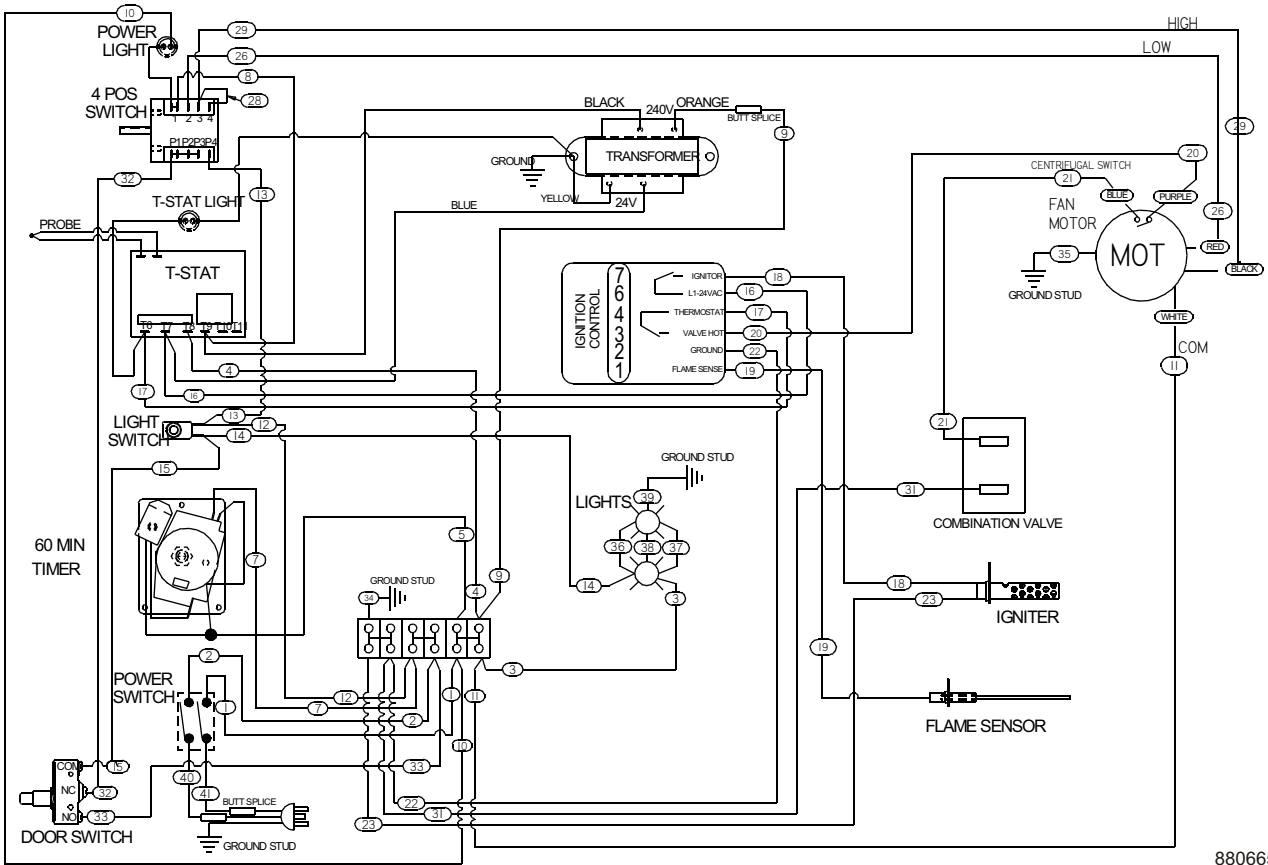 10
POWER
LIGHT
29
HIGH
26
LOW
8
4 POS
SWITCH
28
1 2 3 4
P1P2P3P4
BLACK
240V
ORANGE
BUTT SPLICE
9
29
GROUND
TRANSFORMER
YELLOW
24V
BLUE
32
13
T-STAT LIGHT
PROBE
T-STAT
T6 T7 T8 T9 T10 T11
CENTRIFUGAL SWITCH
20
21
BLUE
PURPLE
FAN
MOTOR
26
MOT
RED
BLACK
35
GROUND STUD
WHITE
COM
11
IGNITION
CONTROL
7
6
4
3
2
1
IGNITOR
18
L1-24VAC
16
THERMOSTAT
17
VALVE HOT
20
GROUND
22
FLAME SENSE
19
4
17
16
13
LIGHT
SWITCH
12
14
15
21
31
COMBINATION VALVE
GROUND STUD
39
LIGHTS
36
38
37
14
3
60 MIN
TIMER
7
5
4
9
GROUND STUD
34
18
23
IGNITER
19
FLAME SENSOR
2
POWER
SWITCH
1
12
7
2
1
11
3
10
33
COM
15
NC
32
NO
33
DOOR SWITCH
40
41
BUTT SPLICE
GROUND STUD
22
31
23